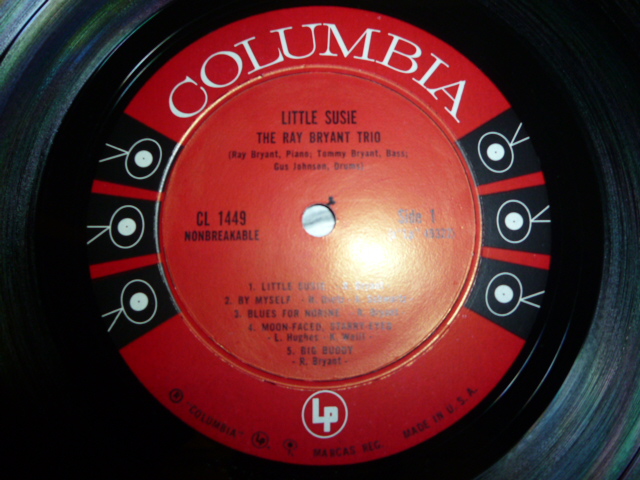 COLUMBIA
LITTLE SUSIE
THE RAY BRYANT TRIO
(Ray Bryant, Piano; Tommy Bryant, Bass;
Gus Johnson, Drums)
CL 1449
NONBREAKABLE
Side 1
1. LITTLE SUSIE
2. BY MYSELF
3. BLUES FOR NORINE
4. MOON-FACED, STARRY-EYED
- L. Hughes - K. Weill -
5. BIG BUDDY
- R. Bryant -
Lp
"COLUMBIA"
MARCAS REG.
MADE IN U.S.A.